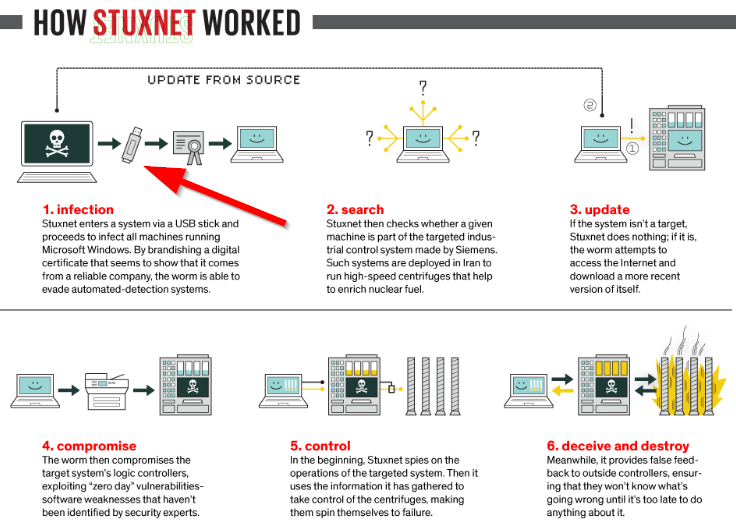 HOW STUXNET WORKED
UPDATE FROM SOURCE
?
?
?
②
!
①
1. infection
Stuxnet enters a system via a USB stick and
proceeds to infect all machines running
Microsoft Windows. By brandishing a digital
certificate that seems to show that it comes
from a reliable company, the worm is able to
evade automated-detection systems.
2. search
Stuxnet then checks whether a given
machine is part of the targeted indus-
trial control system made by Siemens.
Such systems are deployed in Iran to
run high-speed centrifuges that help
to enrich nuclear fuel.
3. update
If the system isn't a target,
Stuxnet does nothing; if it is,
the worm attempts to
access the Internet and
download a more recent
version of itself.
4. compromise
The worm then compromises the
target system's logic controllers,
exploiting "zero day" vulnerabilities-
software weaknesses that haven't
been identified by security experts.
5. control
In the beginning, Stuxnet spies on the
operations of the targeted system. Then it
uses the information it has gathered to
take control of the centrifuges, making
them spin themselves to failure.
6. deceive and destroy
Meanwhile, it provides false feed-
back to outside controllers, ensur-
ing that they won't know what's
going wrong until it's too late to do
anything about it.